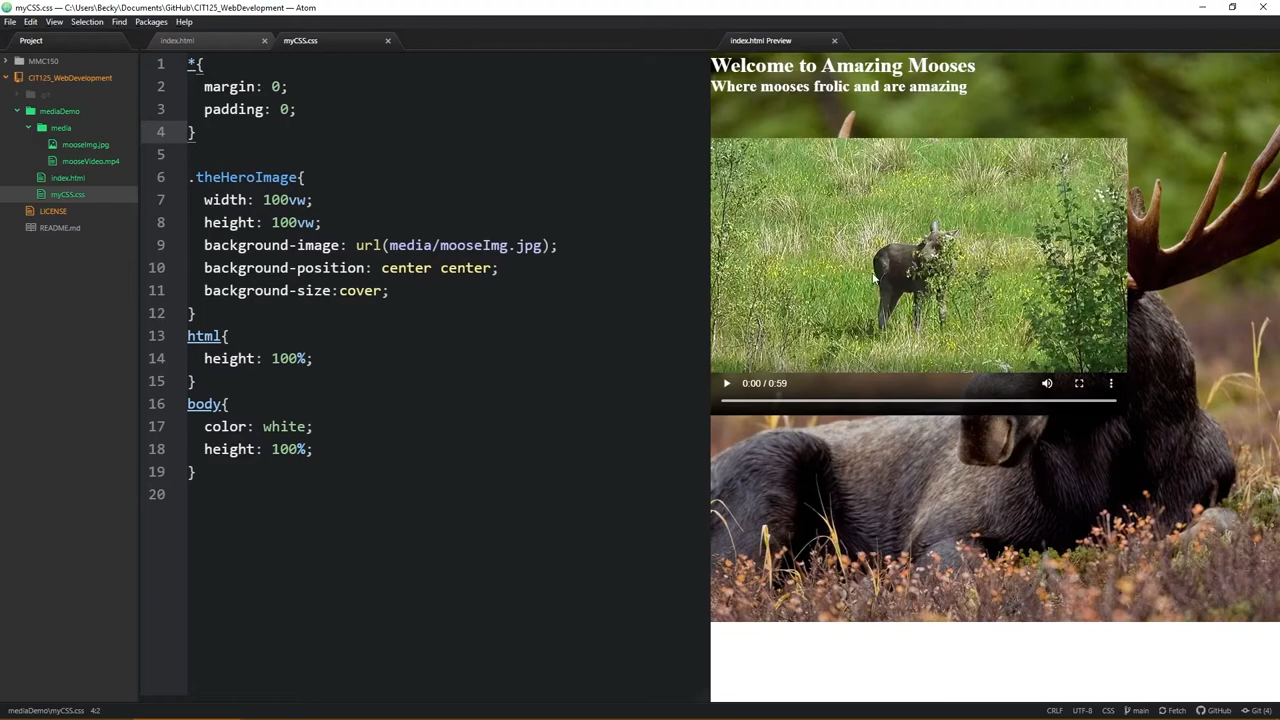 myCSS.css — C:\Users\Becky\Documents\GitHub\CIT125_WebDevelopment — Atom
File Edit View Selection Find Packages Help
Project
index.html
myCSS.css
index.html Preview
MMC150
CIT125_WebDevelopment
.git
mediaDemo
media
mooseImg.jpg
mooseVideo.mp4
index.html
myCSS.css
LICENSE
README.md
1 *{
2 margin: 0;
3 padding: 0;
4 }
5
6 .theHeroImage{
7 width: 100vw;
8 height: 100vw;
9 background-image: url(media/mooseImg.jpg);
10 background-position: center center;
11 background-size:cover;
12 }
13 html{
14 height: 100%;
15 }
16 body{
17 color: white;
18 height: 100%;
19 }
20
Welcome to Amazing Mooses
Where mooses frolic and are amazing
0:00 / 0:59
mediaDemo\myCSS.css 4:2
CRLF UTF-8 CSS main Fetch GitHub Git (4)